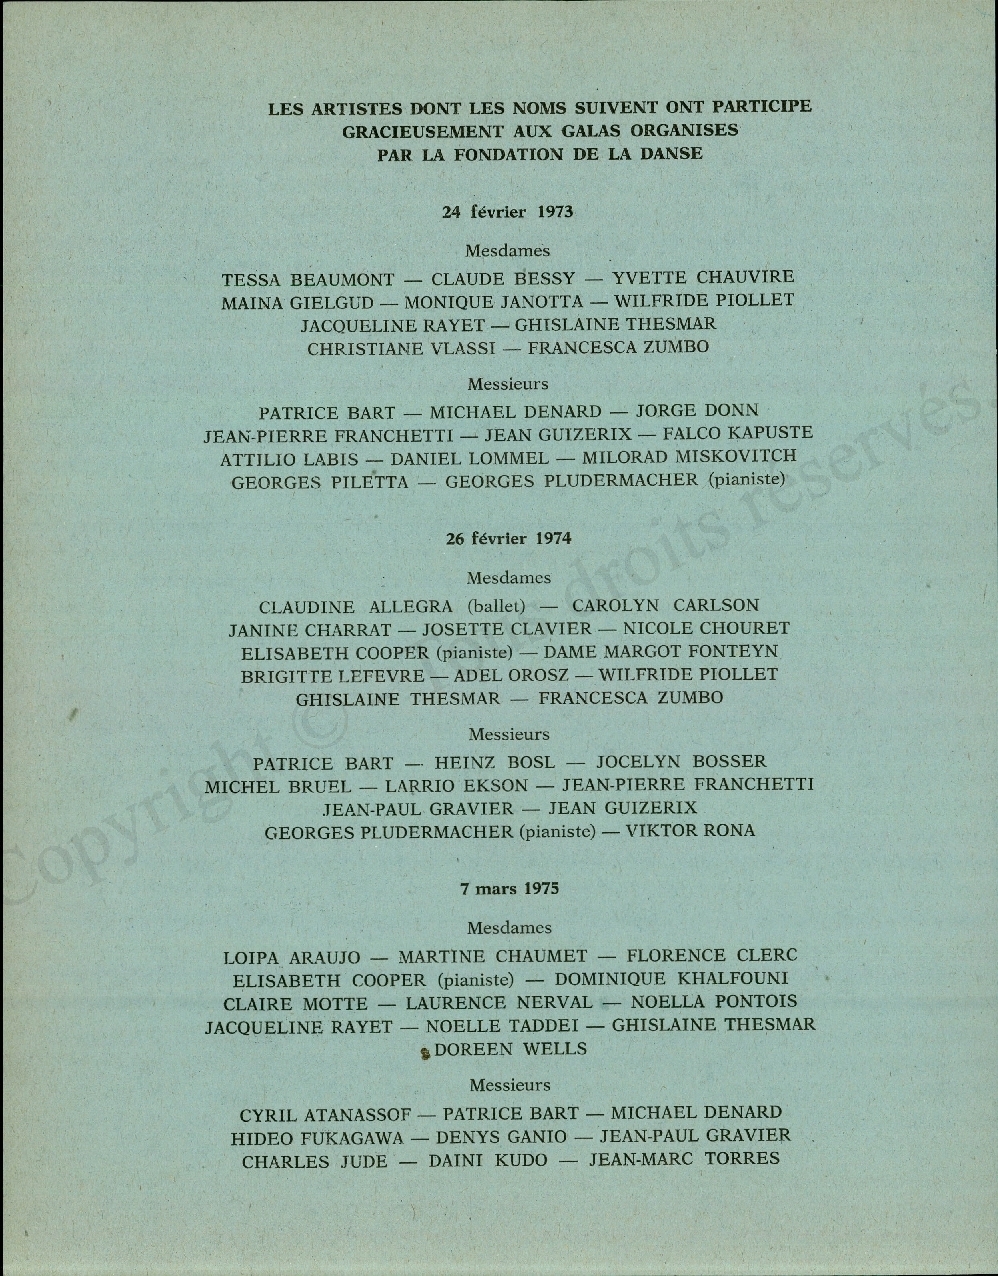 LES ARTISTES DONT LES NOMS SUIVENT ONT PARTICIPE
GRACIEUSEMENT AUX GALAS ORGANISES
PAR LA FONDATION DE LA DANSE
24 février 1973
Mesdames
TESSA BEAUMONT — CLAUDE BESSY — YVETTE CHAUVIRE
MAINA GIELGUD — MONIQUE JANOTTA — WILFRIDE PIOLLET
JACQUELINE RAYET — GHISLAINE THESMAR
CHRISTIANE VLASSI — FRANCESCA ZUMBO
Messieurs
PATRICE BART — MICHAEL DENARD — JORGE DONN
JEAN-PIERRE FRANCHETTI — JEAN GUIZERIX — FALCO KAPUSTE
ATTILIO LABIS — DANIEL LOMMEL — MILORAD MISKOVITCH
GEORGES PILETTA — GEORGES PLUDERMACHER (pianiste)
26 février 1974
Mesdames
CLAUDINE ALLEGRA (ballet) — CAROLYN CARLSON
JANINE CHARRAT — JOSETTE CLAVIER — NICOLE CHOURET
ELISABETH COOPER (pianiste) — DAME MARGOT FONTEYN
BRIGITTE LEFEVRE — ADEL OROSZ — WILFRIDE PIOLLET
GHISLAINE THESMAR — FRANCESCA ZUMBO
Messieurs
PATRICE BART — HEINZ BOSL — JOCELYN BOSSER
MICHEL BRUEL — LARRIO EKSON — JEAN-PIERRE FRANCHETTI
JEAN-PAUL GRAVIER — JEAN GUIZERIX
GEORGES PLUDERMACHER (pianiste) — VIKTOR RONA
7 mars 1975
Mesdames
LOIPA ARAUJO — MARTINE CHAUMET — FLORENCE CLERC
ELISABETH COOPER (pianiste) — DOMINIQUE KHALFOUNI
CLAIRE MOTTE — LAURENCE NERVAL — NOELLA PONTOIS
JACQUELINE RAYET — NOELLE TADDEI — GHISLAINE THESMAR
DOREEN WELLS
Messieurs
CYRIL ATANASSOF — PATRICE BART — MICHAEL DENARD
HIDEO FUKAGAWA — DENYS GANIO — JEAN-PAUL GRAVIER
CHARLES JUDE — DAINI KUDO — JEAN-MARC TORRES
Copyright © Tous droits réservés.